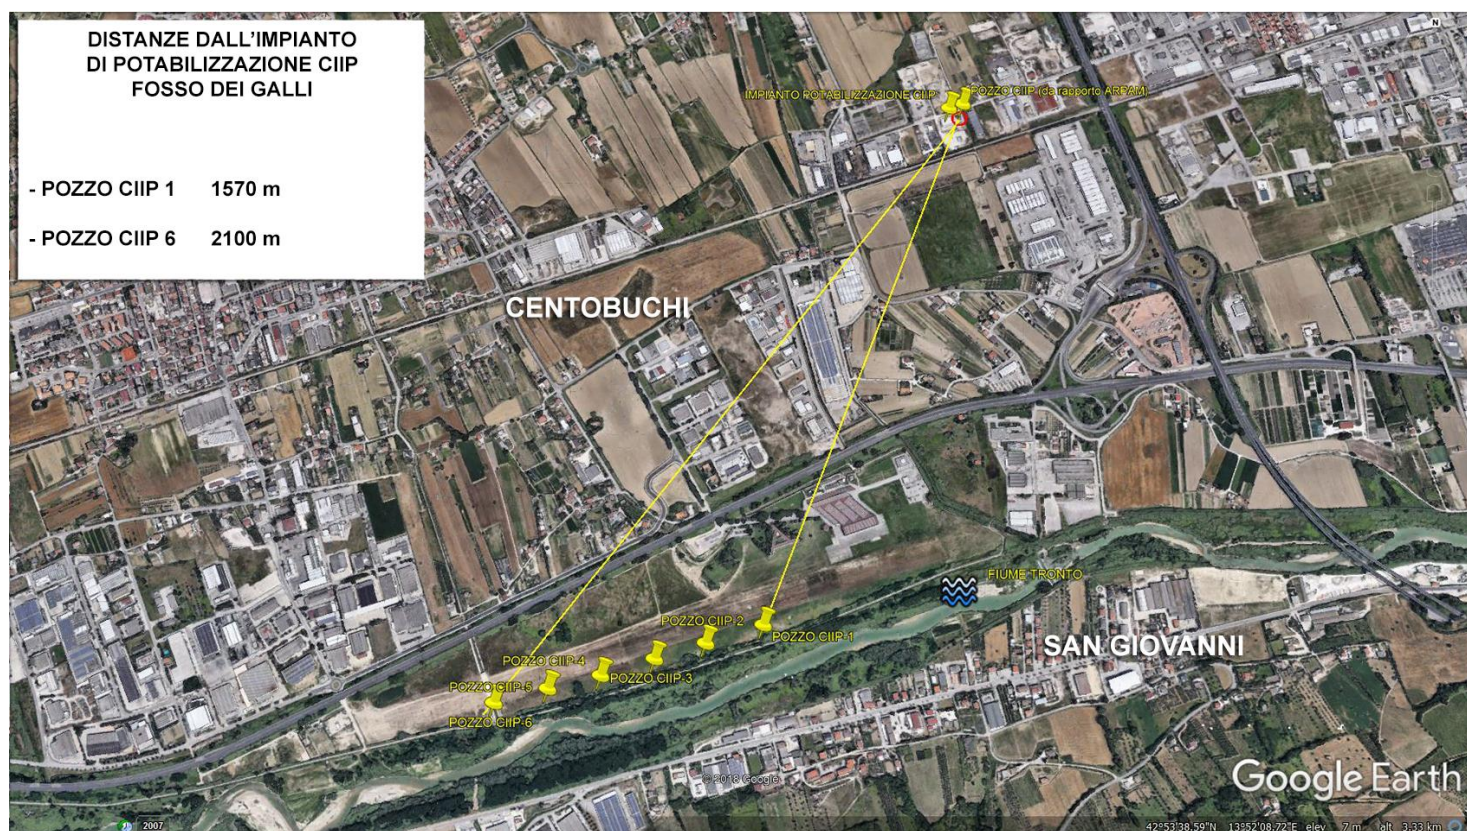 DISTANZE DALL'IMPIANTO
DI POTABILIZZAZIONE CIIP
FOSSO DEI GALLI
- POZZO CIIP 1 1570 m
- POZZO CIIP 6 2100 m
N
IMPIANTO POTABILIZZAZIONE CIIP
POZZO CIIP (da rapporto ARPAM)
CENTOBUCHI
FIUME TRONTO
POZZO CIIP-2
POZZO CIIP-1
SAN GIOVANNI
POZZO CIIP-4
POZZO CIIP-3
POZZO CIIP-5
POZZO CIIP-6
© 2018 Google
Google Earth
2007
42°53'38.59"N 13°52'08.72"E elev 7 m alt 3.33 km